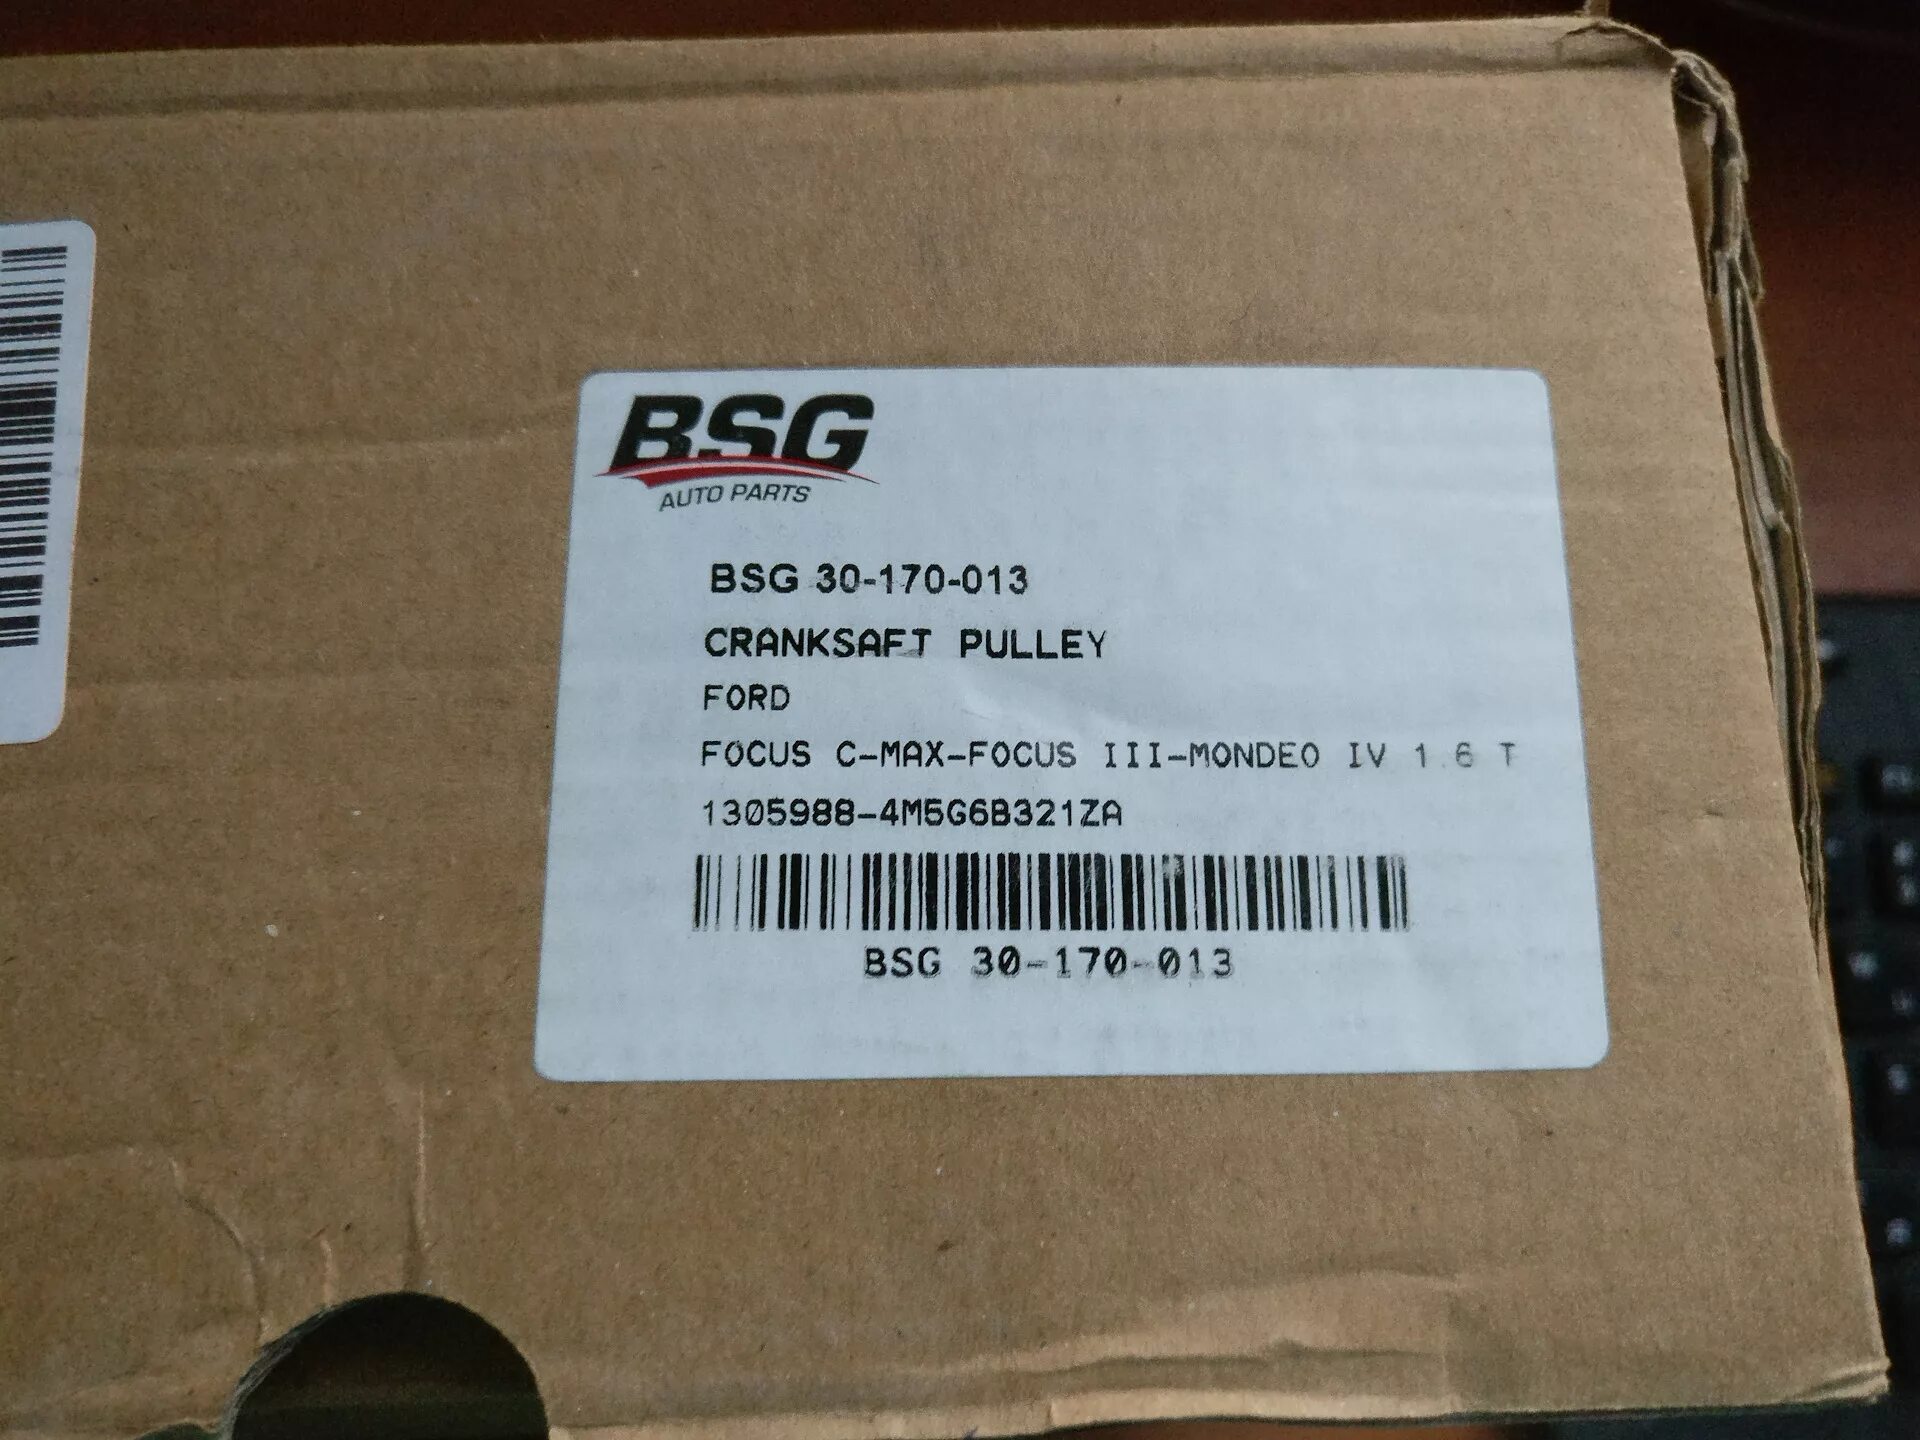 BSG
AUTO PARTS
BSG 30-170-013
CRANKSAFT PULLEY
FORD
FOCUS C-MAX-FOCUS III-MONDEO IV 1.6 T
1305988-4M5G6B321ZA
BSG 30-170-013